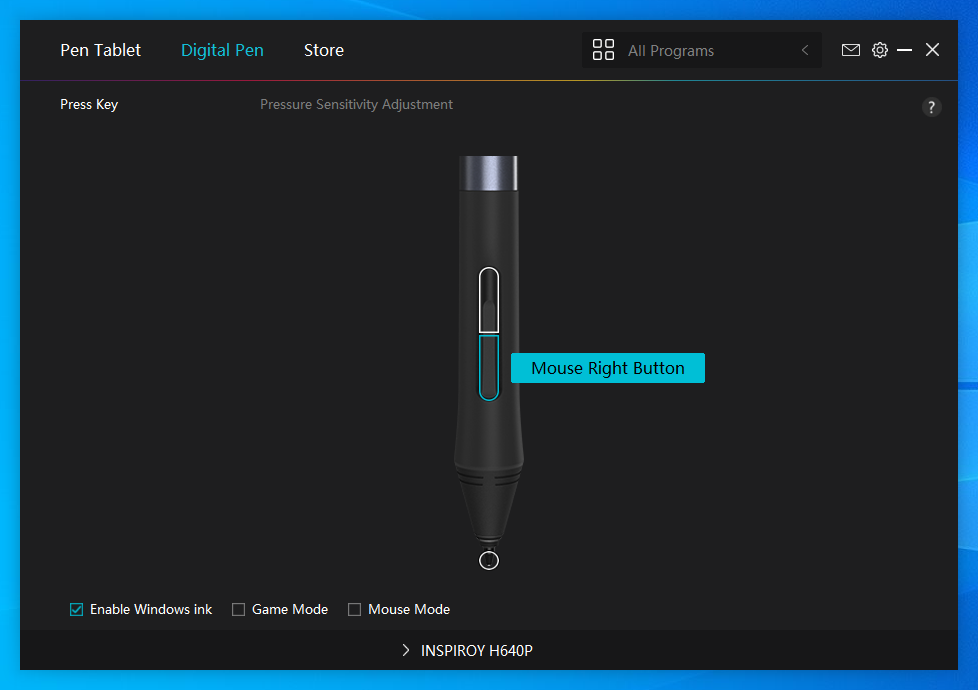 Pen Tablet Digital Pen Store All Programs
Press Key Pressure Sensitivity Adjustment ?
Mouse Right Button
Enable Windows ink Game Mode Mouse Mode
INSPIROY H640P